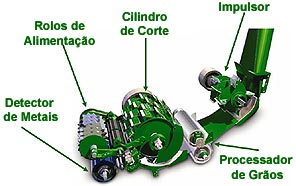 Impulsor
Cilindro
de Corte
Rolos de
Alimentação
Detector
de Metais
Processador
de Grãos